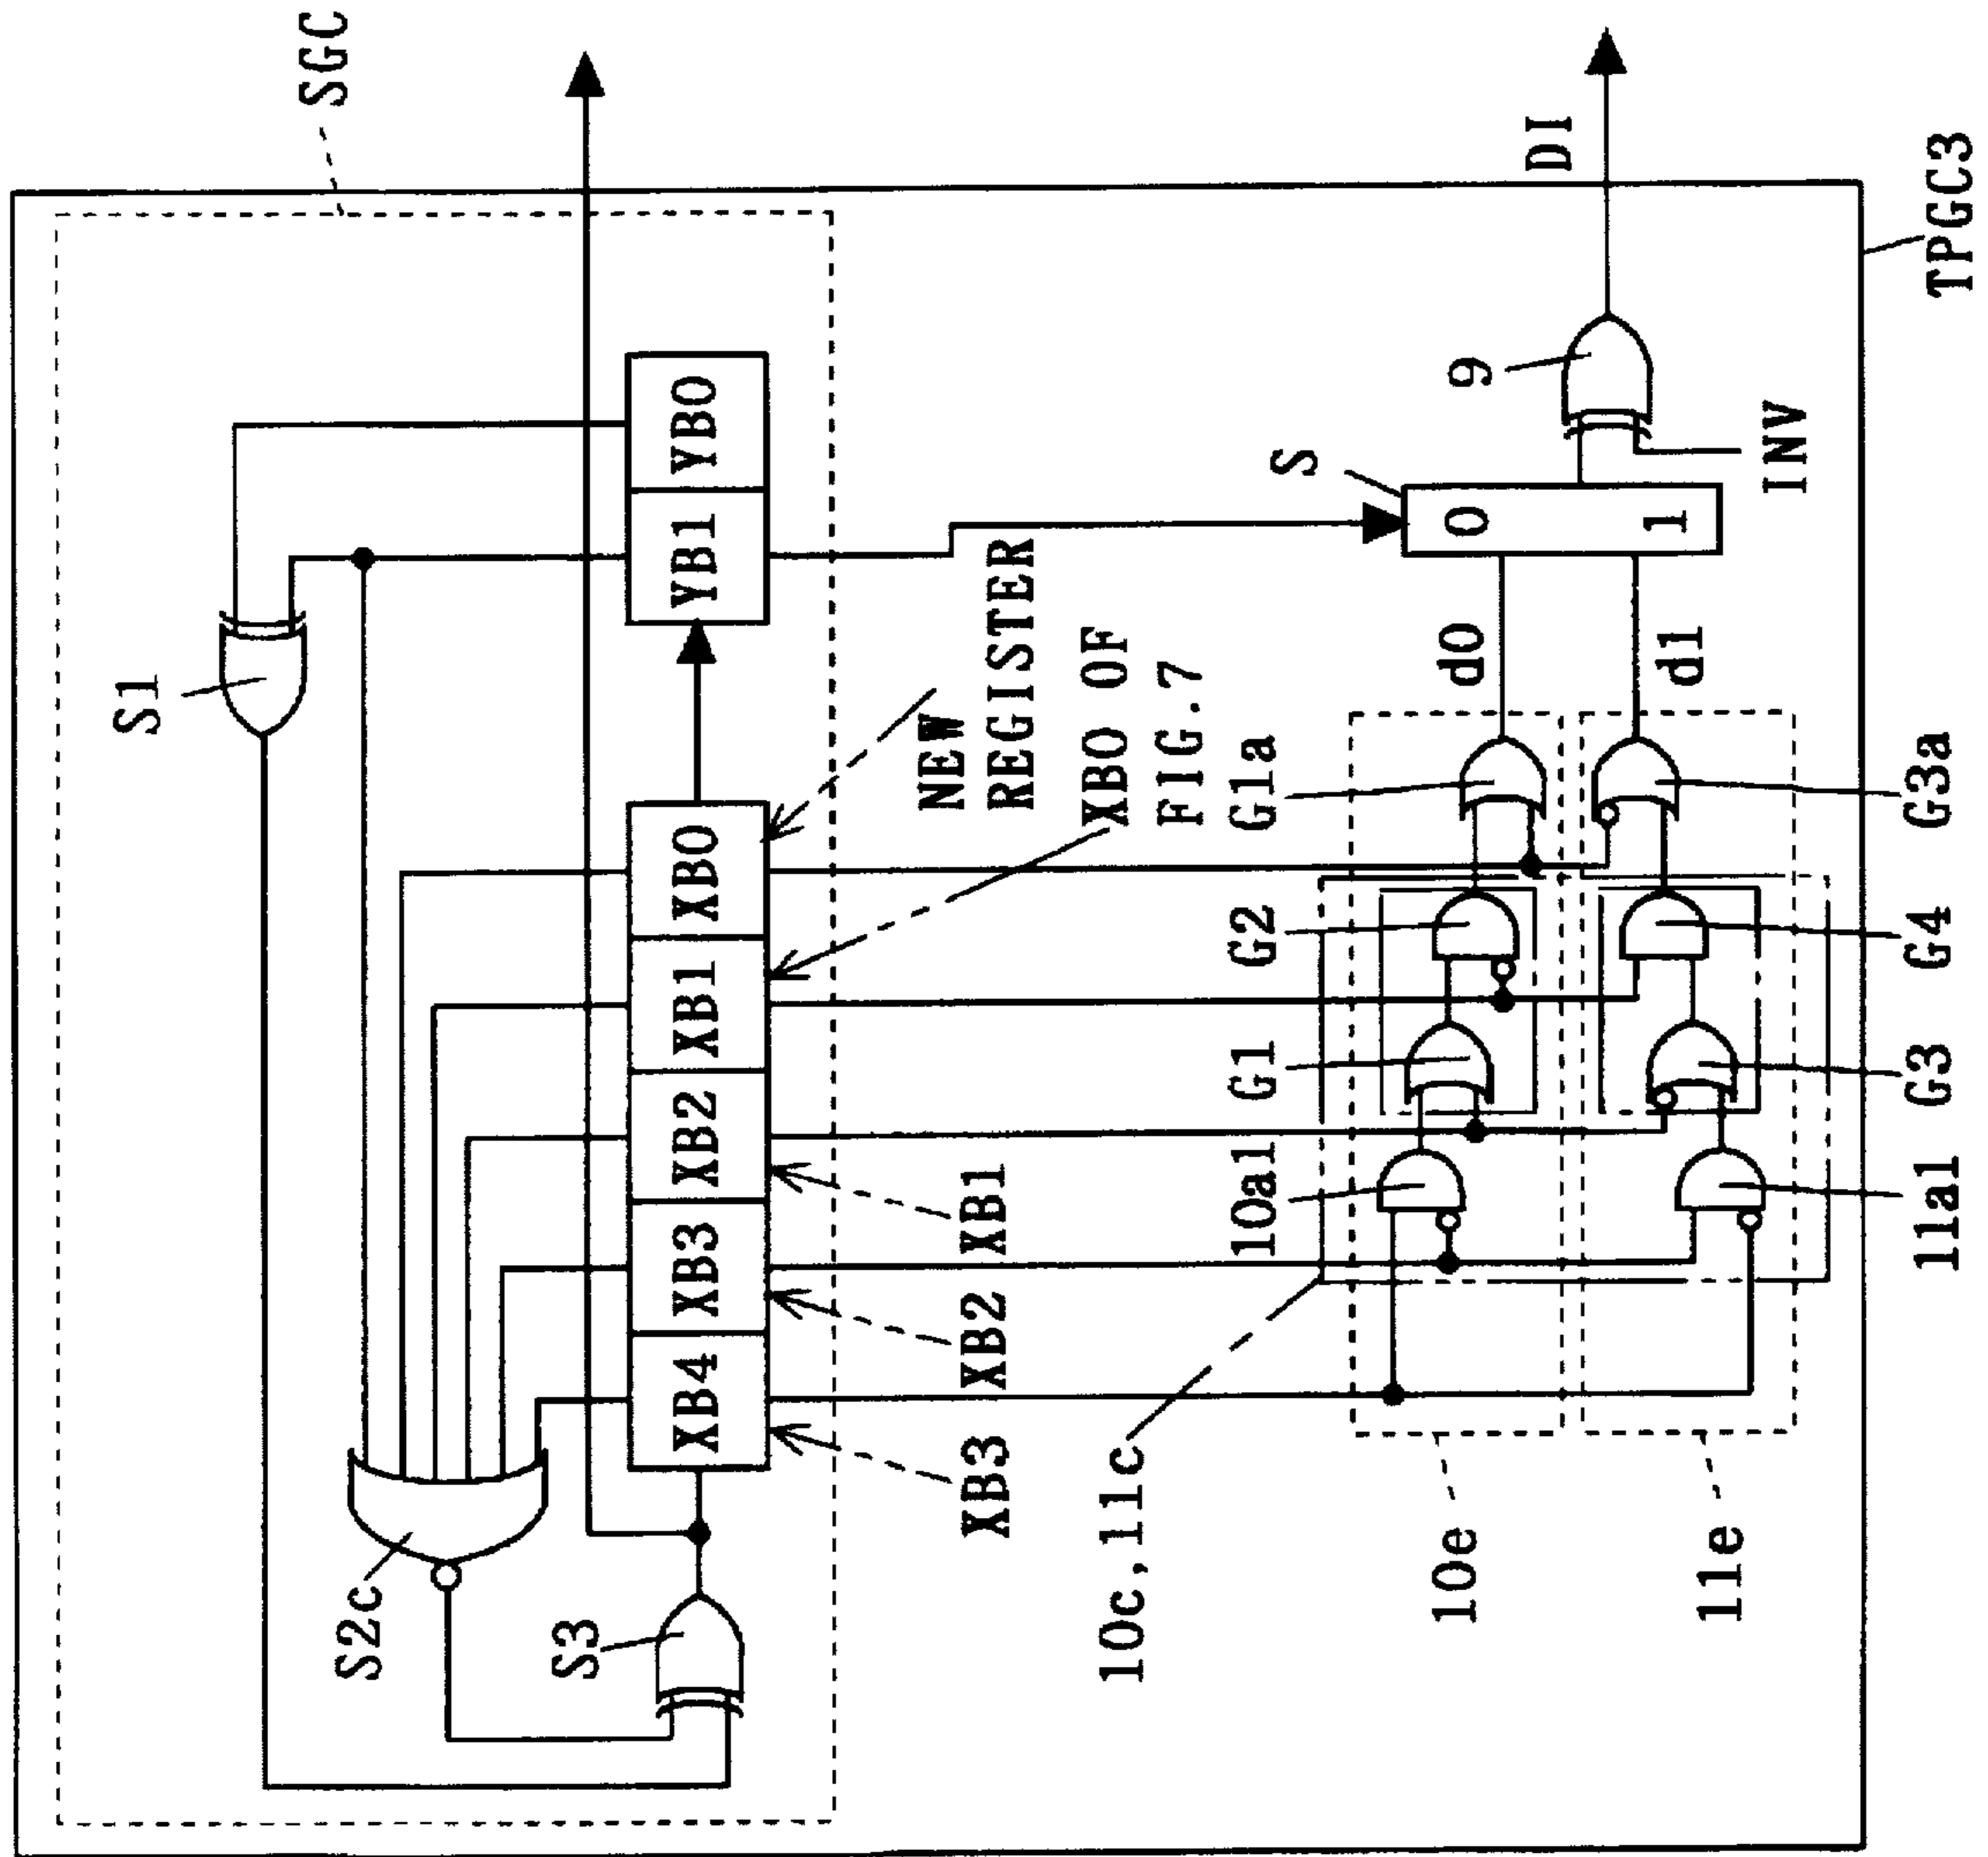 SGC
S1
S2c
S3
XB4
XB3
XB2
XB1
XB0
YB1
YB0
XB3
XB2
XB1
XB0 OF
FIG.7
NEW
REGISTER
10c,11c
10a1
G1
G2
G1a
d0
S
0
1
9
DI
INV
d1
10e
11e
11a1
G3
G4
G3a
TPGC3